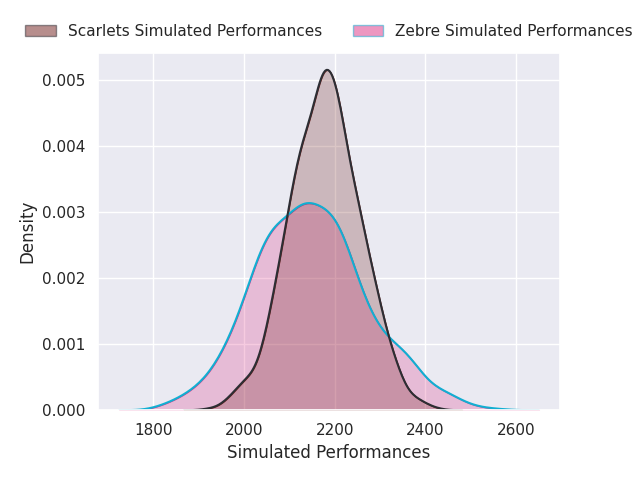 Scarlets Simulated Performances
Zebre Simulated Performances
0.005
0.004
0.003
0.002
0.001
0.000
Density
1800
2000
2200
2400
2600
Simulated Performances